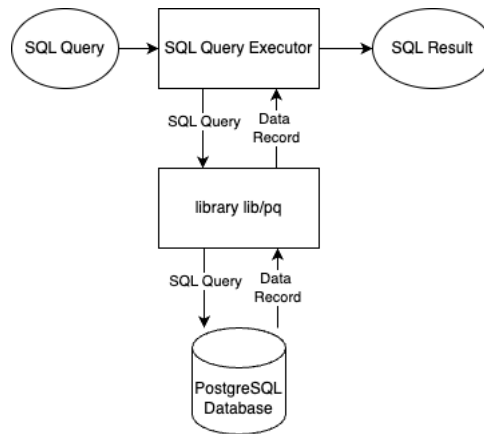 SQL Query
SQL Query Executor
SQL Result
SQL Query
Data
Record
library lib/pq
SQL Query
Data
Record
PostgreSQL
Database